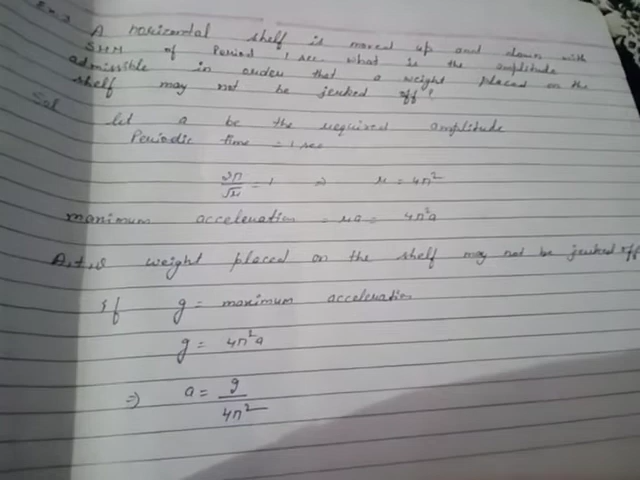 Ex. 3 A horizontal shelf is moved up and down with
SHM of Period 1 sec what is the amplitude
admissible in order that a weight placed on the
shelf may not be jerked off?
Sol let a be the required amplitude
Periodic time = 1 sec
2π/√μ = 1 ⇒ μ = 4π²
maximum acceleration = μa = 4π²a
A.t.q weight placed on the shelf may not be jerked off
if g = maximum acceleration
g = 4π²a
⇒ a = g/4π²